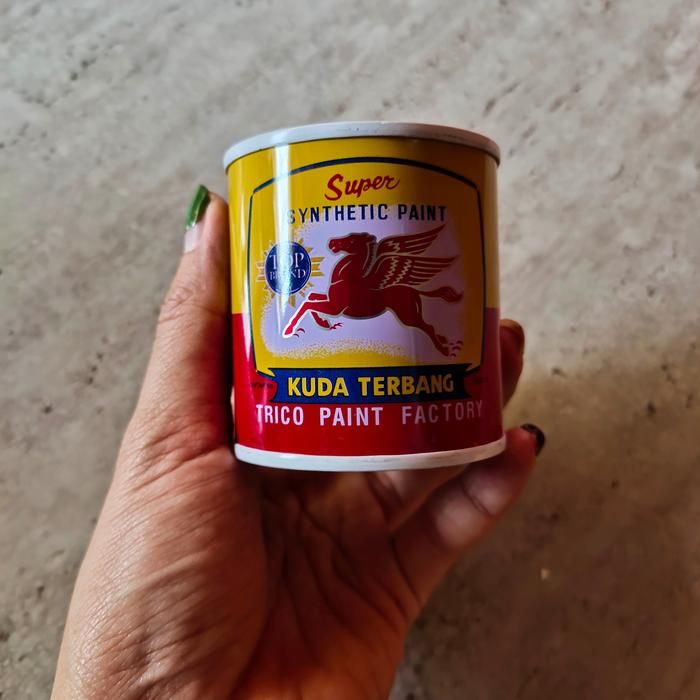 Super
SYNTHETIC PAINT
TOP
BRAND
KUDA TERBANG
TRICO PAINT FACTORY